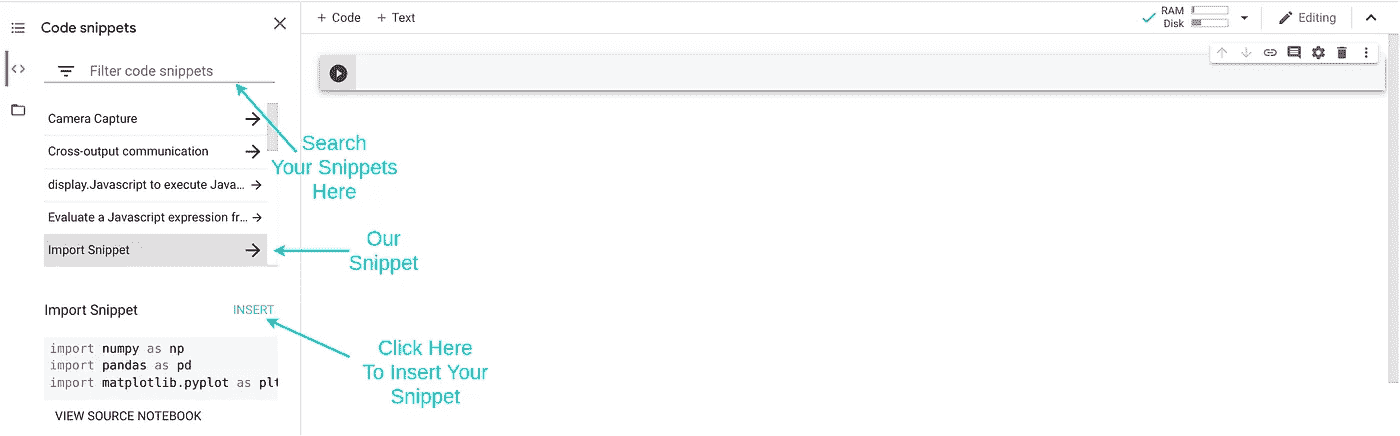 Code snippets
+ Code + Text
RAM
Disk
Editing
Filter code snippets
Camera Capture
Cross-output communication
display.Javascript to execute Java...
Evaluate a Javascript expression fr...
Import Snippet
Search
Your Snippets
Here
Our
Snippet
Import Snippet
INSERT
import numpy as np
import pandas as pd
import matplotlib.pyplot as plt
VIEW SOURCE NOTEBOOK
Click Here
To Insert Your
Snippet